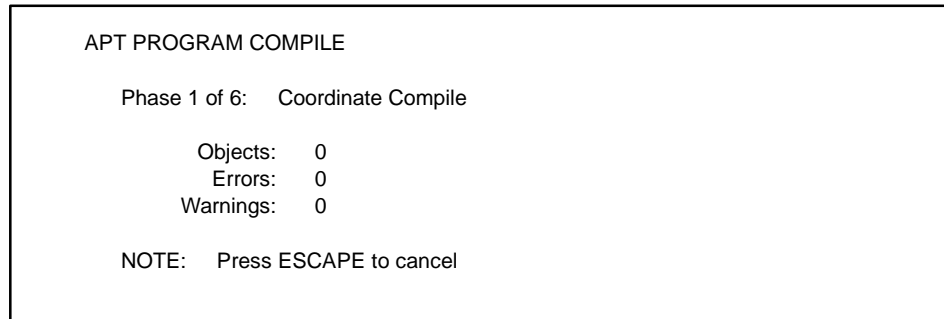 APT PROGRAM COMPILE
Phase 1 of 6: Coordinate Compile
Objects: 0
Errors: 0
Warnings: 0
NOTE: Press ESCAPE to cancel